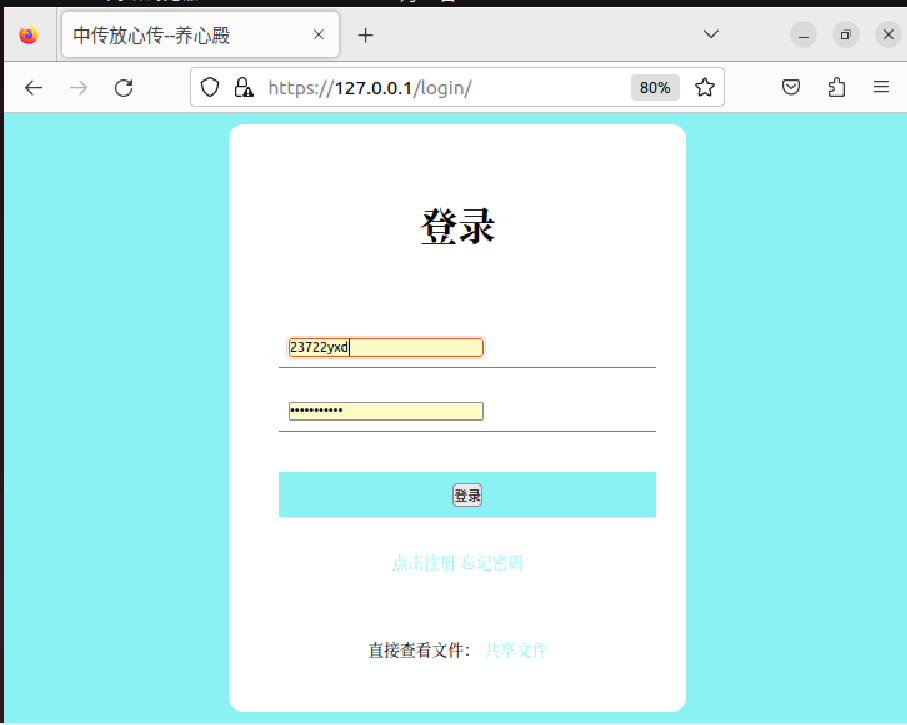 中传放心传--养心殿
https://127.0.0.1/login/
80%
登录
23722yxd
•••••••••••
登录
点击注册 忘记密码
直接查看文件： 共享文件